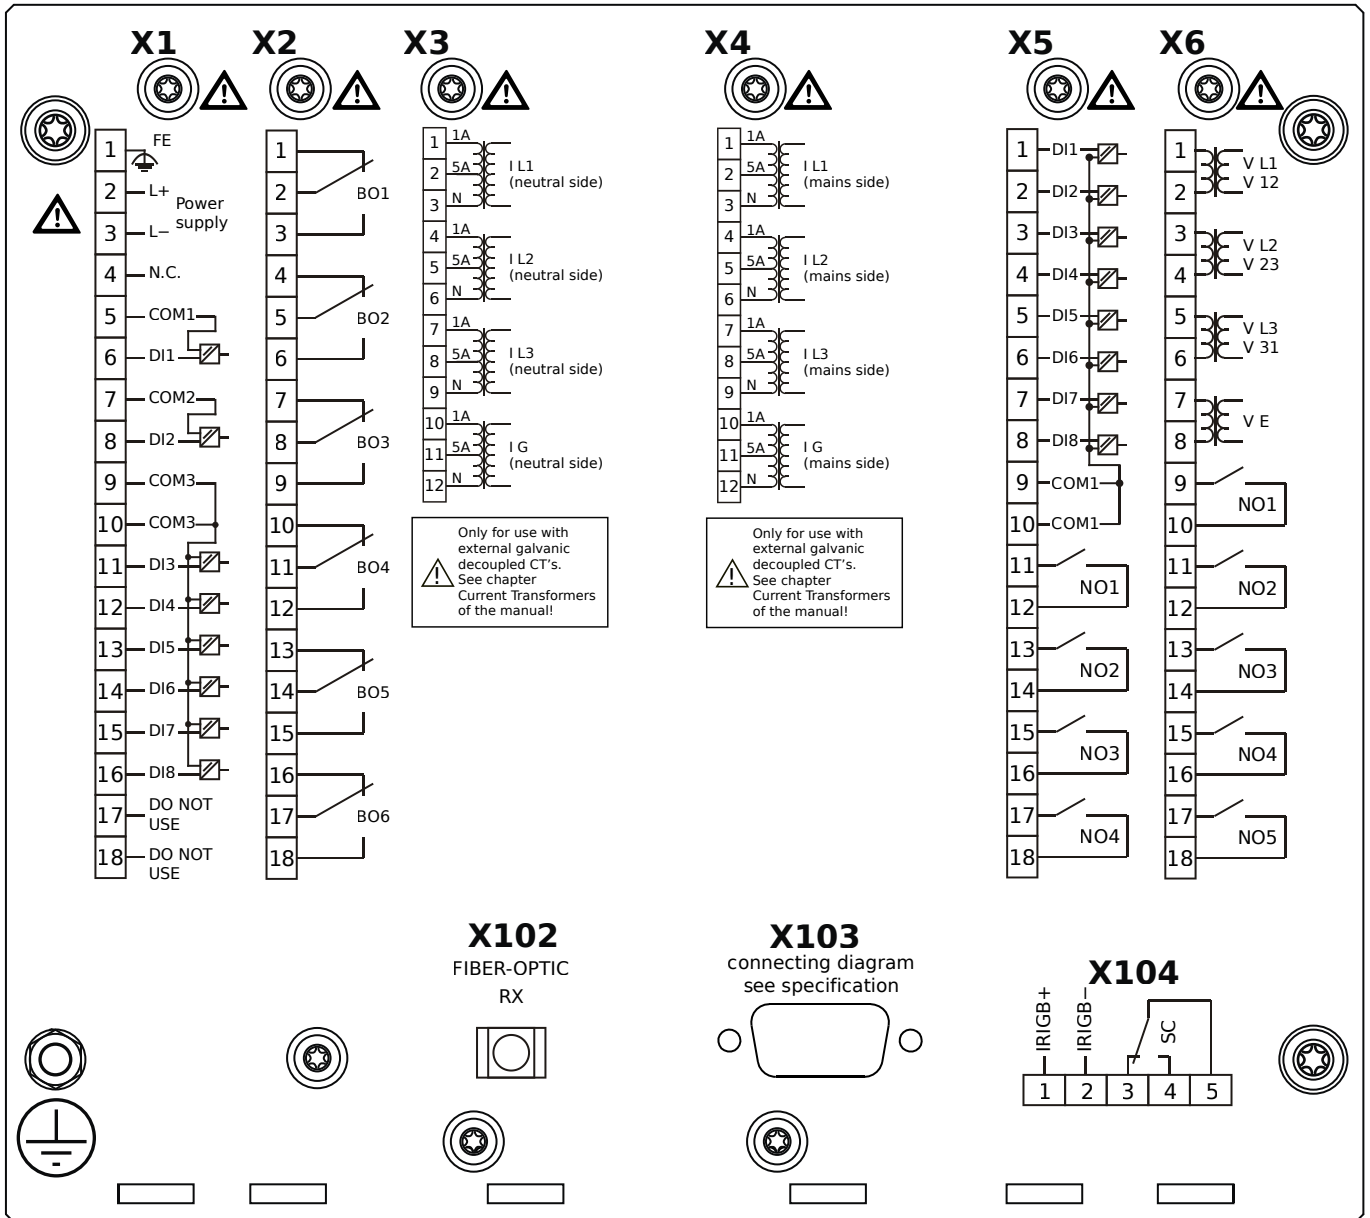 X1
X2
X3
X4
X5
X6
1
FE
2
L+
Power
supply
3
L−
4
N.C.
5
COM1
6
DI1
7
COM2
8
DI2
9
COM3
10
COM3
11
DI3
12
DI4
13
DI5
14
DI6
15
DI7
16
DI8
17
DO NOT
USE
18
DO NOT
USE
1
2
BO1
3
4
5
BO2
6
7
8
BO3
9
10
11
BO4
12
13
14
BO5
15
16
17
BO6
18
1
1A
2
5A
I L1
(neutral side)
3
N
4
1A
5
5A
I L2
(neutral side)
6
N
7
1A
8
5A
I L3
(neutral side)
9
N
10
1A
11
5A
I G
(neutral side)
12
N
Only for use with
external galvanic
decoupled CT’s.
See chapter
Current Transformers
of the manual!
1
1A
2
5A
I L1
(mains side)
3
N
4
1A
5
5A
I L2
(mains side)
6
N
7
1A
8
5A
I L3
(mains side)
9
N
10
1A
11
5A
I G
(mains side)
12
N
Only for use with
external galvanic
decoupled CT’s.
See chapter
Current Transformers
of the manual!
1
DI1
2
DI2
3
DI3
4
DI4
5
DI5
6
DI6
7
DI7
8
DI8
9
COM1
10
COM1
11
NO1
12
13
NO2
14
15
NO3
16
17
NO4
18
1
V L1
V 12
2
3
V L2
V 23
4
5
V L3
V 31
6
7
V E
8
9
NO1
10
11
NO2
12
13
NO3
14
15
NO4
16
17
NO5
18
X102
FIBER-OPTIC
RX
X103
connecting diagram
see specification
X104
IRIGB+
IRIGB−
SC
1 2 3 4 5